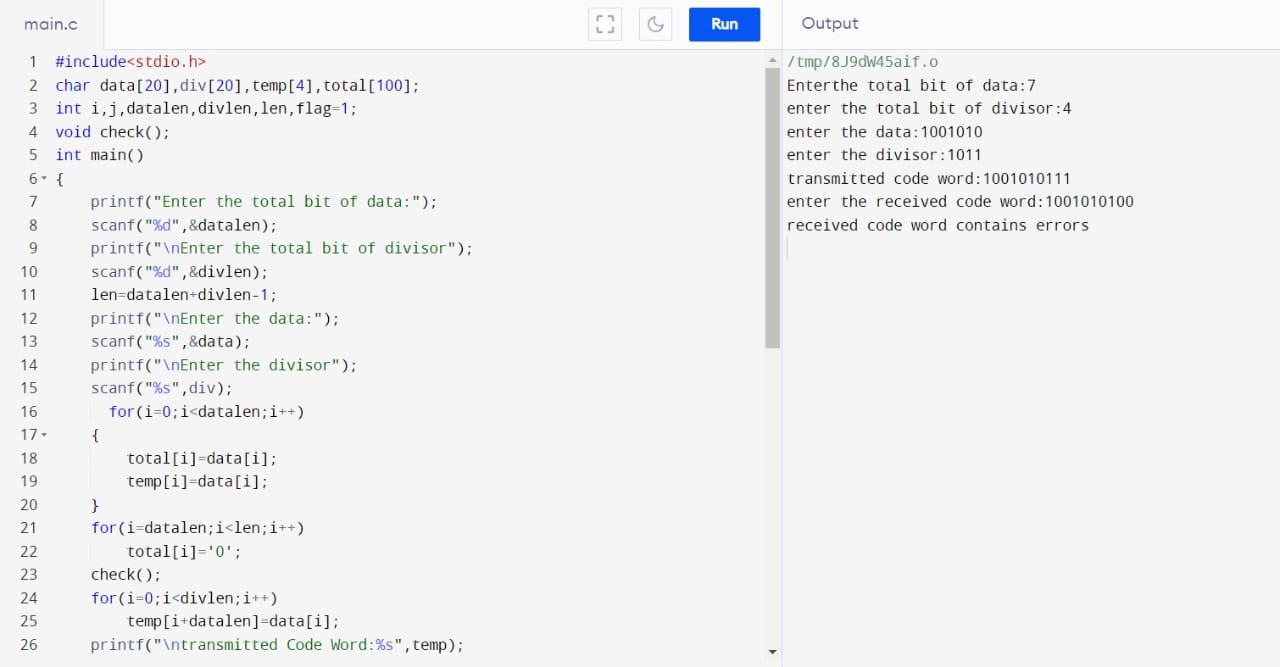 main.c
Run
Output
1 #include<stdio.h>
2 char data[20],div[20],temp[4],total[100];
3 int i,j,datalen,divlen,len,flag=1;
4 void check();
5 int main()
6 {
7 printf("Enter the total bit of data:");
8 scanf("%d",&datalen);
9 printf("\nEnter the total bit of divisor");
10 scanf("%d",&divlen);
11 len=datalen+divlen-1;
12 printf("\nEnter the data:");
13 scanf("%s",&data);
14 printf("\nEnter the divisor");
15 scanf("%s",div);
16 for(i=0;i<datalen;i++)
17 {
18 total[i]=data[i];
19 temp[i]=data[i];
20 }
21 for(i=datalen;i<len;i++)
22 total[i]='0';
23 check();
24 for(i=0;i<divlen;i++)
25 temp[i+datalen]=data[i];
26 printf("\ntransmitted Code Word:%s",temp);
/tmp/8J9dW45aif.o
Enterthe total bit of data:7
enter the total bit of divisor:4
enter the data:1001010
enter the divisor:1011
transmitted code word:1001010111
enter the received code word:1001010100
received code word contains errors